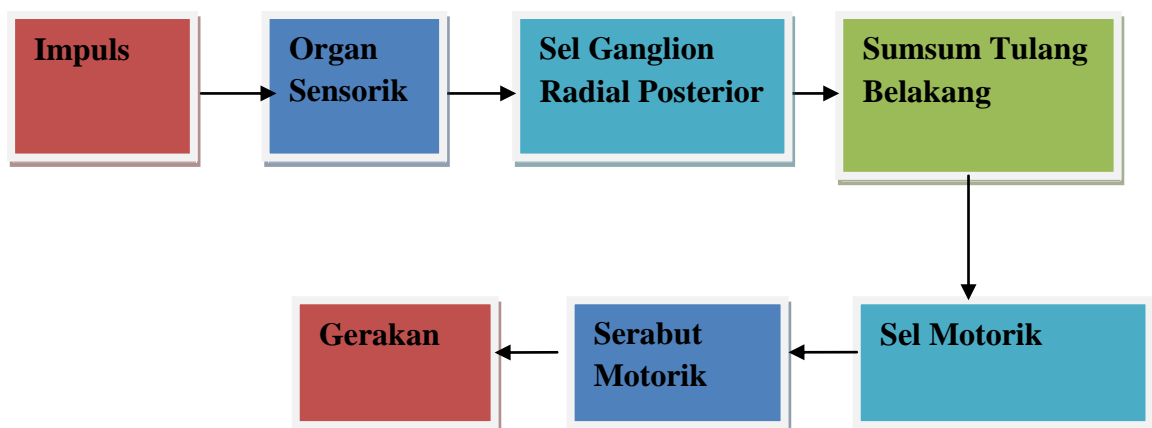 Impuls
Organ
Sensorik
Sel Ganglion
Radial Posterior
Sumsum Tulang
Belakang
Sel Motorik
Serabut
Motorik
Gerakan